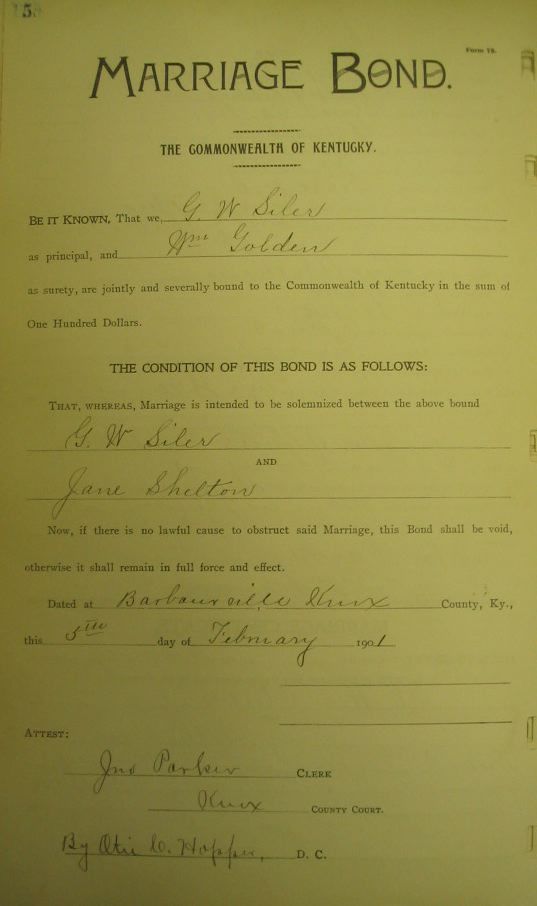 5
Form 78.
MARRIAGE BOND.
THE COMMONWEALTH OF KENTUCKY.
BE IT KNOWN, That we, G. W Siler
as principal, and Wm Golden
as surety, are jointly and severally bound to the Commonwealth of Kentucky in the sum of
One Hundred Dollars.
THE CONDITION OF THIS BOND IS AS FOLLOWS:
THAT, WHEREAS, Marriage is intended to be solemnized between the above bound
G. W Siler
AND
Jane Shelton
Now, if there is no lawful cause to obstruct said Marriage, this Bond shall be void,
otherwise it shall remain in full force and effect.
Dated at Barbourville Knox County, Ky.,
this 5th day of February 1901
ATTEST:
Jno Parker CLERK
Knox COUNTY COURT.
By Otis C. Hopper, D. C.